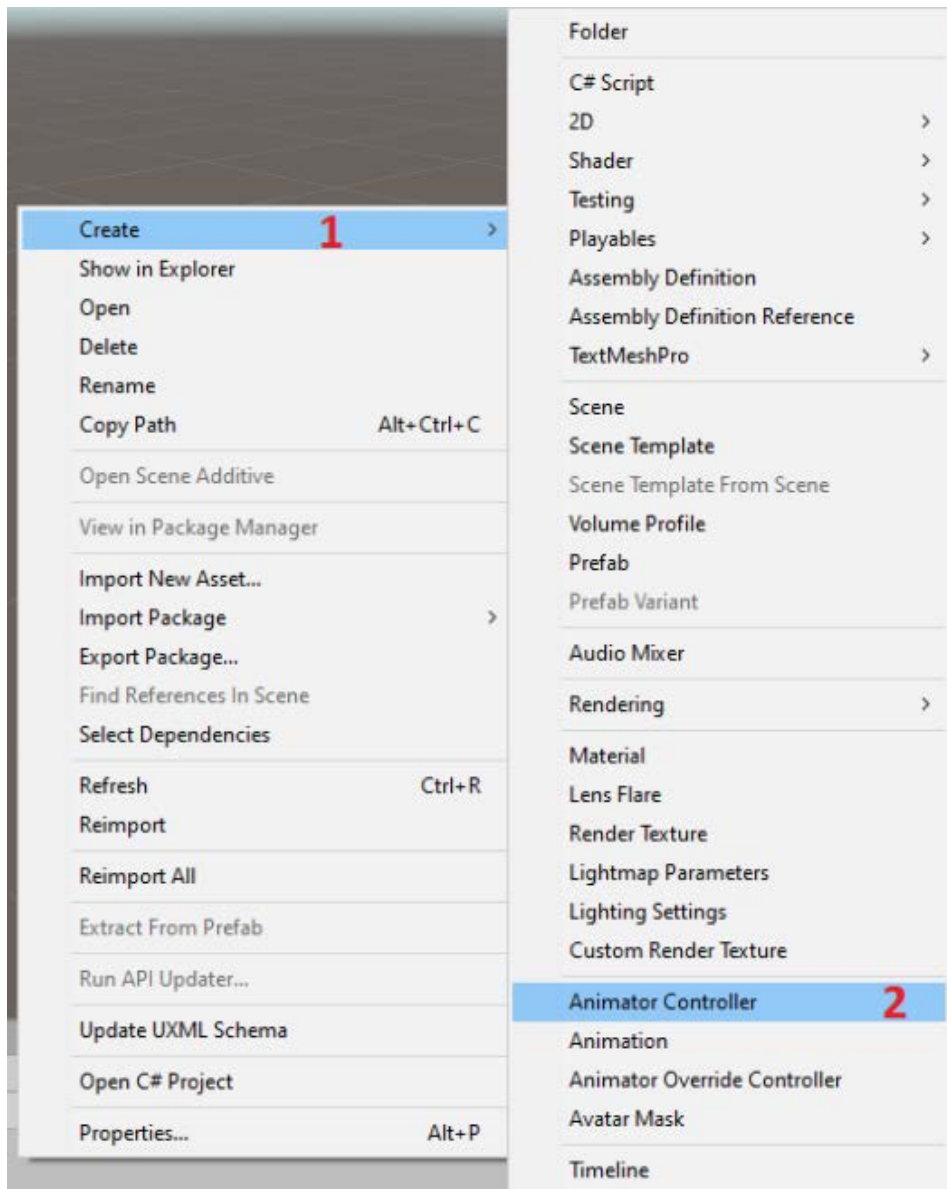 Create 1
Show in Explorer
Open
Delete
Rename
Copy Path Alt+Ctrl+C
Open Scene Additive
View in Package Manager
Import New Asset...
Import Package
Export Package...
Find References In Scene
Select Dependencies
Refresh Ctrl+R
Reimport
Reimport All
Extract From Prefab
Run API Updater...
Update UXML Schema
Open C# Project
Properties... Alt+P
Folder
C# Script
2D
Shader
Testing
Playables
Assembly Definition
Assembly Definition Reference
TextMeshPro
Scene
Scene Template
Scene Template From Scene
Volume Profile
Prefab
Prefab Variant
Audio Mixer
Rendering
Material
Lens Flare
Render Texture
Lightmap Parameters
Lighting Settings
Custom Render Texture
Animator Controller 2
Animation
Animator Override Controller
Avatar Mask
Timeline